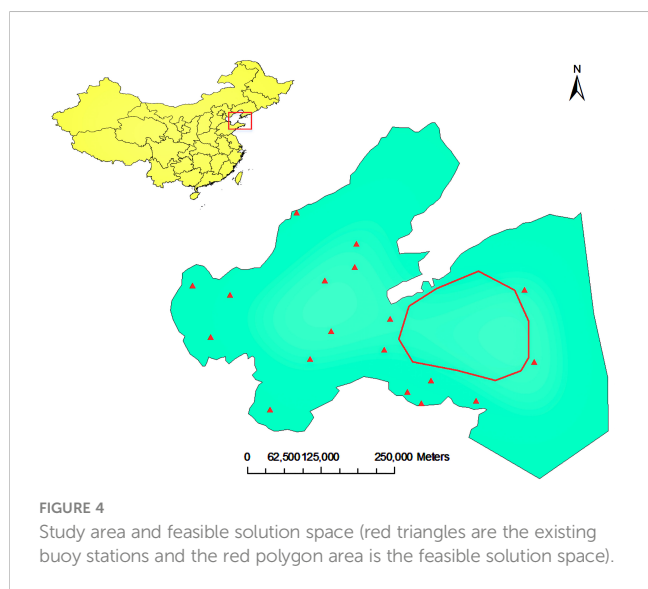 N
0 62,500 125,000 250,000 Meters
FIGURE 4
Study area and feasible solution space (red triangles are the existing
buoy stations and the red polygon area is the feasible solution space).